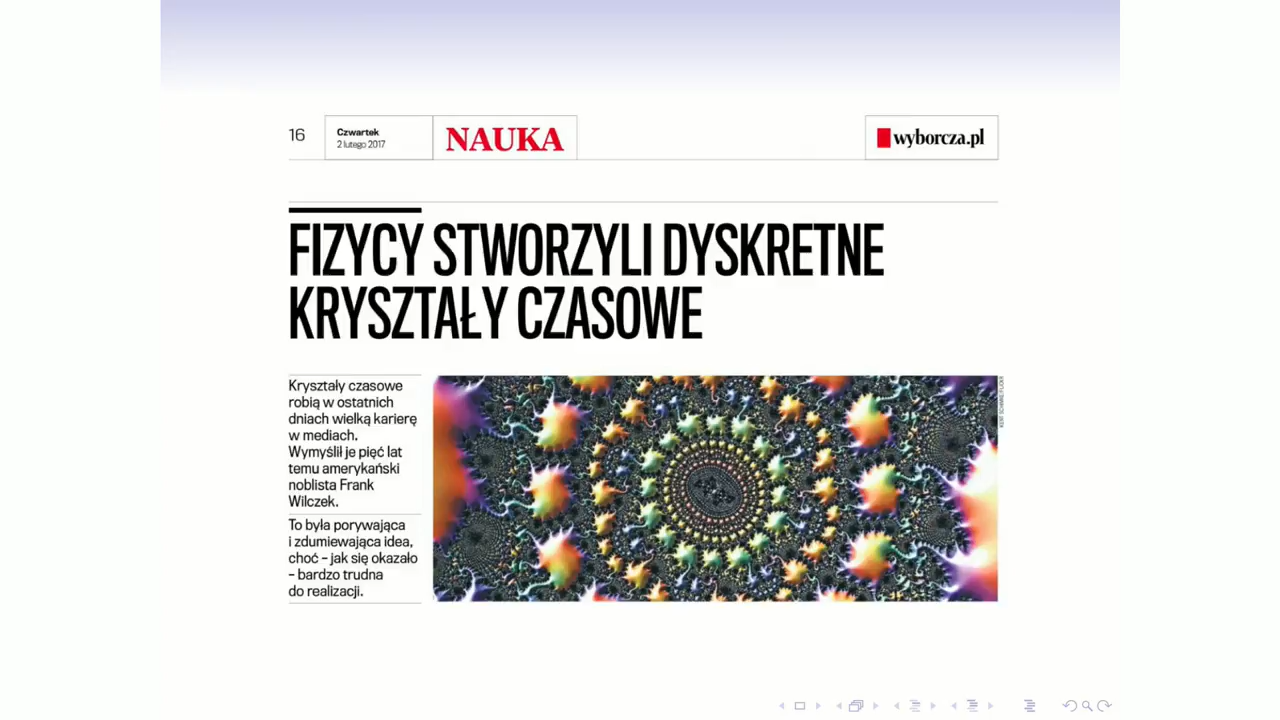 16
Czwartek
2 lutego 2017
NAUKA
wyborcza.pl
FIZYCY STWORZYLI DYSKRETNE
KRYSZTAŁY CZASOWE
Kryształy czasowe
robią w ostatnich
dniach wielką karierę
w mediach.
Wymyślił je pięć lat
temu amerykański
noblista Frank
Wilczek.
To była porywająca
i zdumiewająca idea,
choć – jak się okazało
– bardzo trudna
do realizacji.